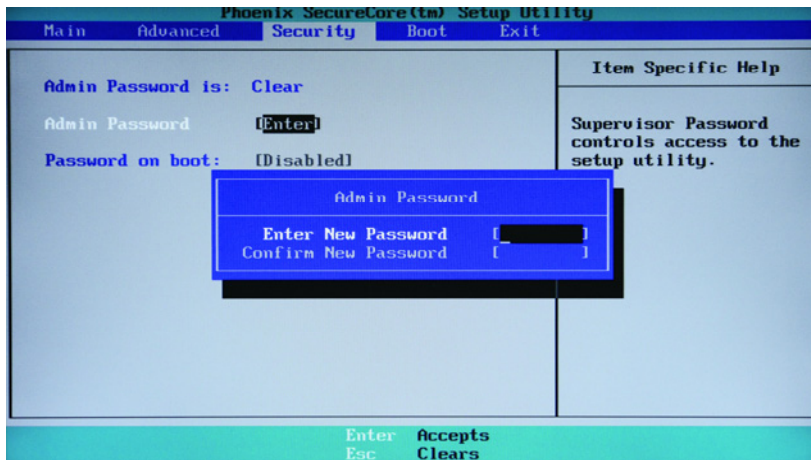 Phoenix SecureCore(tm) Setup Utility
Main Advanced Security Boot Exit
Admin Password is: Clear
Admin Password [Enter]
Password on boot: [Disabled]
Item Specific Help
Supervisor Password
controls access to the
setup utility.
Admin Password
Enter New Password [ ]
Confirm New Password [ ]
Enter Accepts
Esc Clears